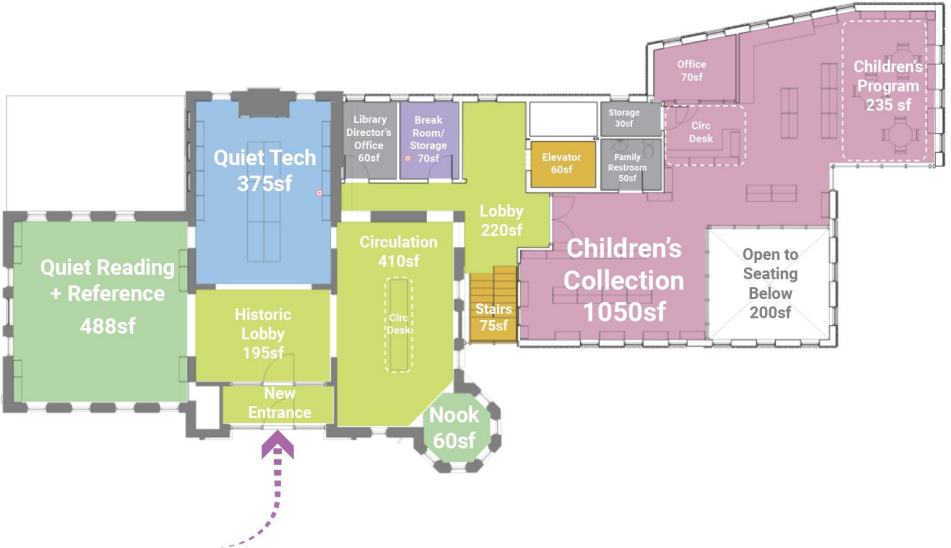 Office
70sf
Children's
Program
235 sf
Circ
Desk
Storage
30sf
Library
Director's
Office
60sf
Break
Room/
Storage
70sf
Elevator
60sf
Family
Restroom
50sf
Quiet Tech
375sf
Lobby
220sf
Circulation
410sf
Children's
Collection
1050sf
Open to
Seating
Below
200sf
Quiet Reading
+ Reference
488sf
Historic
Lobby
195sf
Circ
Desk
Stairs
75sf
New
Entrance
Nook
60sf